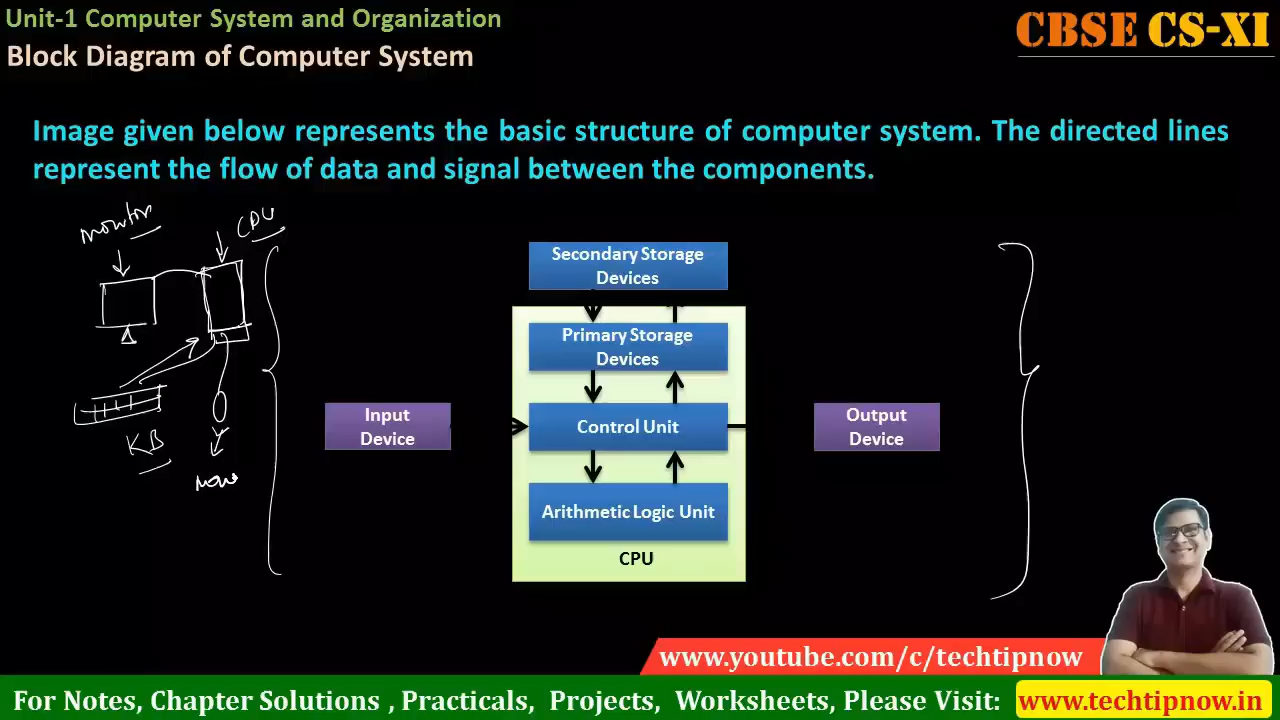 Unit-1 Computer System and Organization
CBSE CS-XI
Block Diagram of Computer System
Image given below represents the basic structure of computer system. The directed lines
represent the flow of data and signal between the components.
Monitor
CPU
KB
Secondary Storage
Devices
Primary Storage
Devices
Input
Device
Control Unit
Output
Device
Arithmetic Logic Unit
CPU
www.youtube.com/c/techtipnow
For Notes, Chapter Solutions , Practicals, Projects, Worksheets, Please Visit: www.techtipnow.in